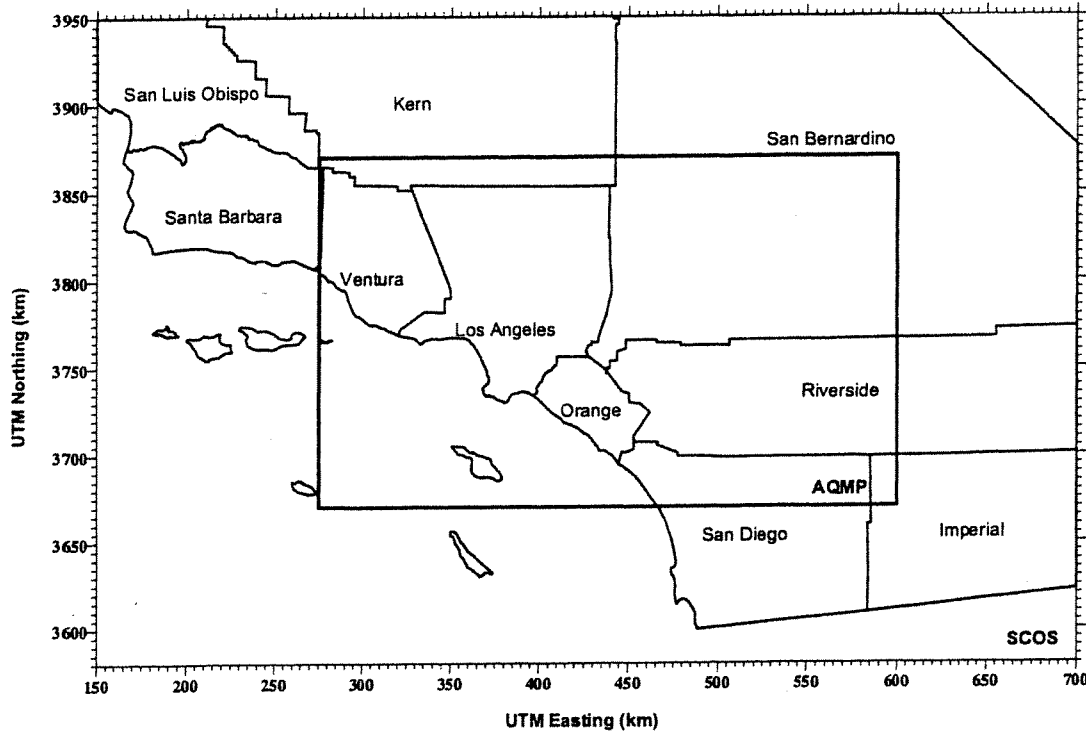 3950
3900
3850
3800
3750
3700
3650
3600
UTM Northing (km)
San Luis Obispo
Kern
San Bernardino
Santa Barbara
Ventura
Los Angeles
Riverside
Orange
AQMP
San Diego
Imperial
SCOS
150 200 250 300 350 400 450 500 550 600 650 700
UTM Easting (km)